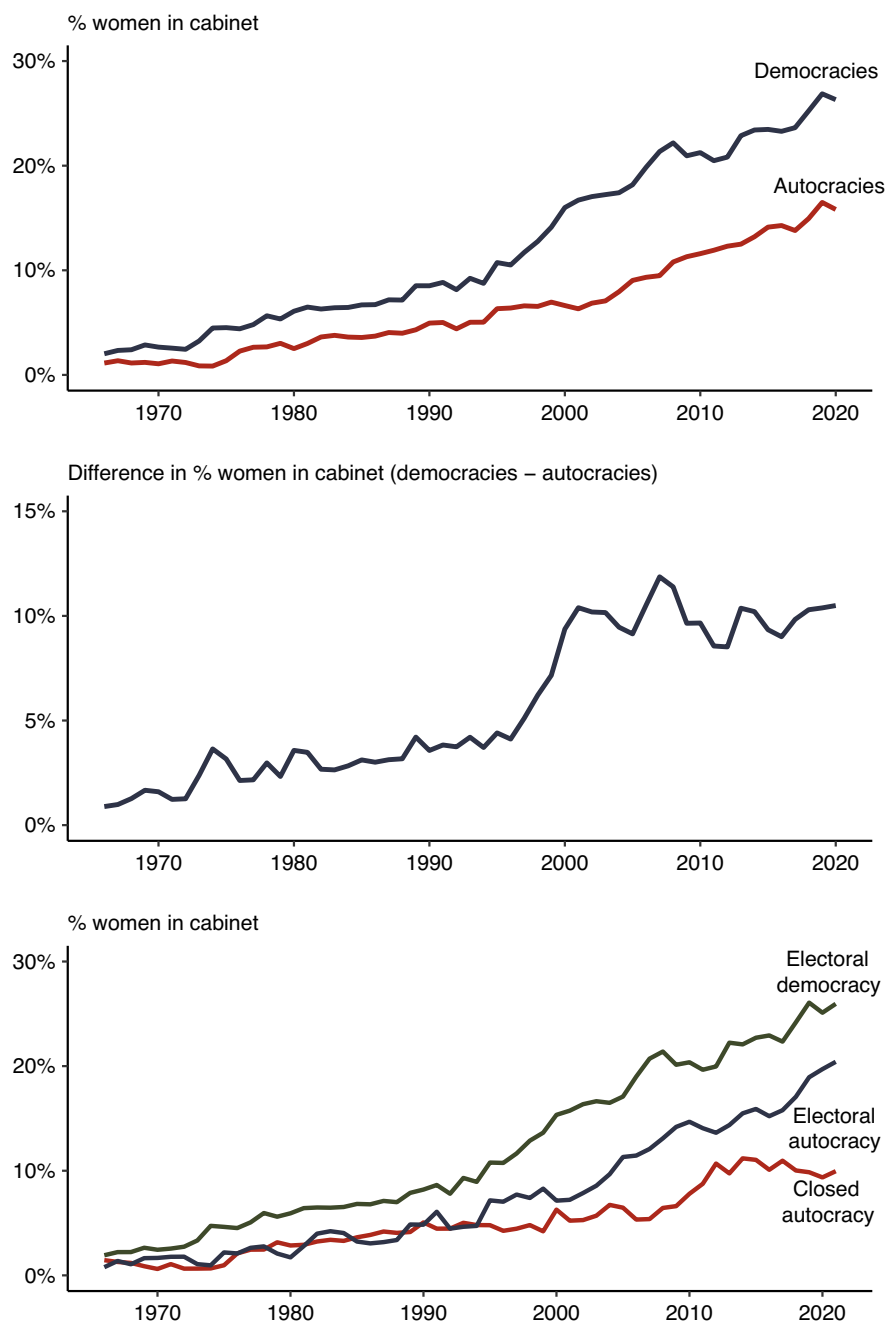 % women in cabinet
30%
Democracies
20%
Autocracies
10%
0%
1970 1980 1990 2000 2010 2020
Difference in % women in cabinet (democracies − autocracies)
15%
10%
5%
0%
1970 1980 1990 2000 2010 2020
% women in cabinet
30%
Electoral
democracy
20%
Electoral
autocracy
10%
Closed
autocracy
0%
1970 1980 1990 2000 2010 2020